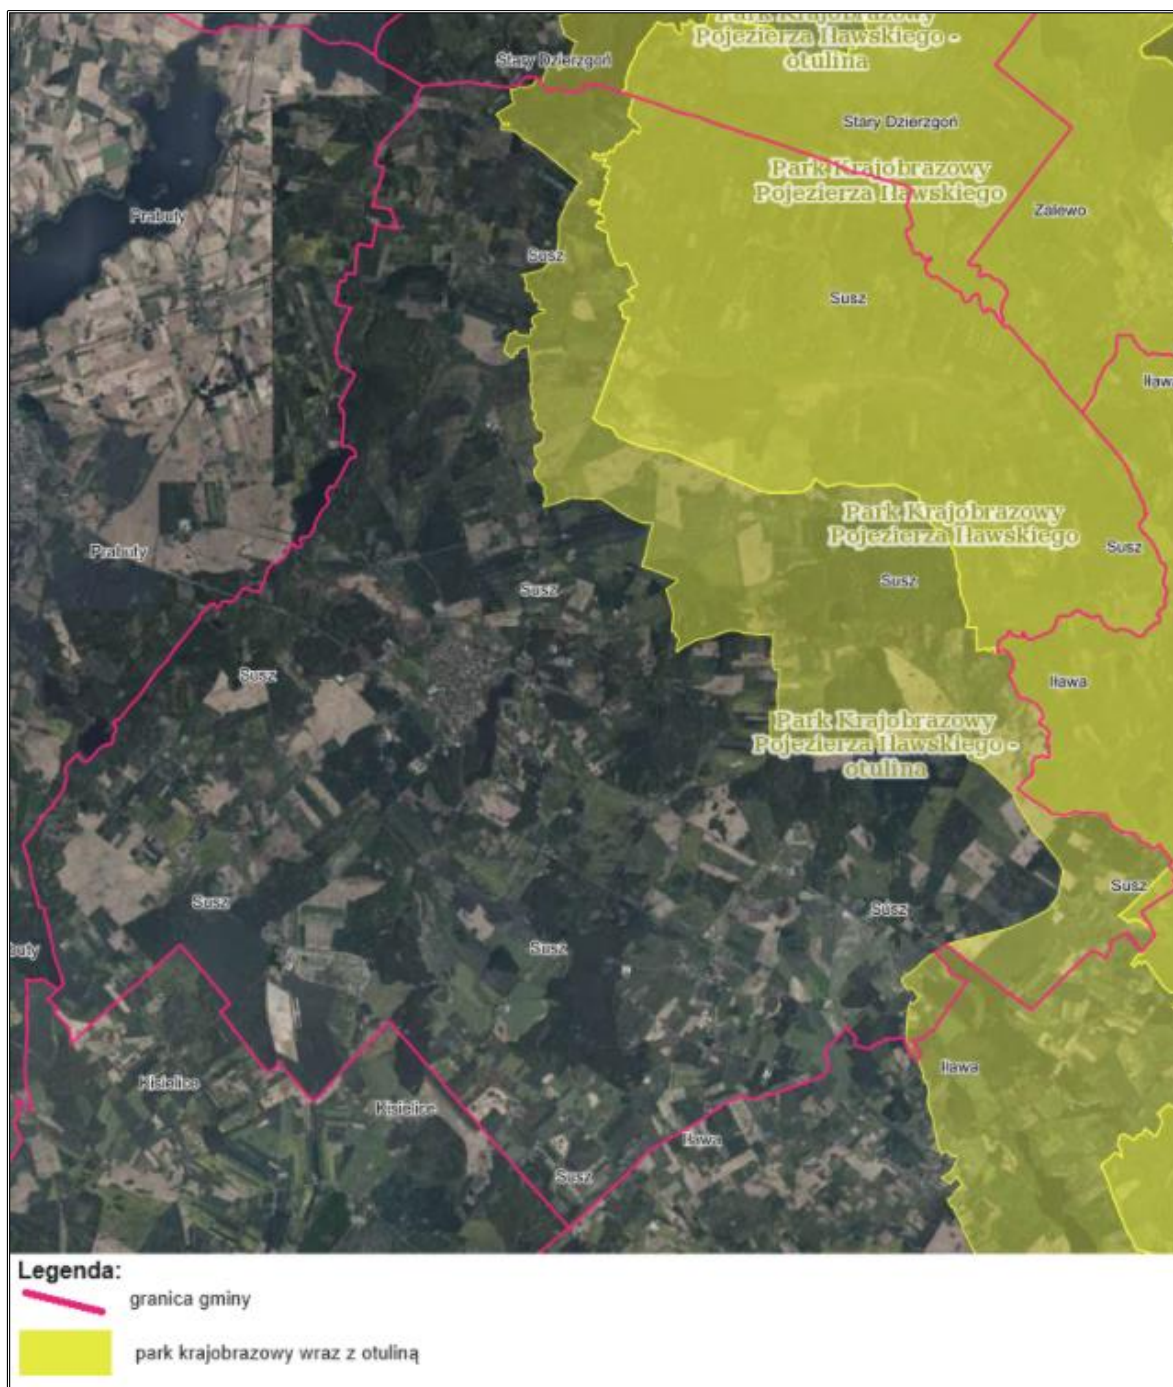 Park Krajobrazowy
Pojezierza Iławskiego -
otulina
Stary Dzierzgoń
Stary Dzierzgoń
Park Krajobrazowy
Pojezierza Iławskiego
Prabuty
Zalewo
Susz
Susz
Iława
Park Krajobrazowy
Pojezierza Iławskiego
Susz
Prabuty
Susz
Susz
Susz
Iława
Park Krajobrazowy
Pojezierza Iławskiego -
otulina
Susz
Susz
Susz
Susz
buty
Iława
Kisielice
Kisielice
Iława
Susz
Legenda:
granica gminy
park krajobrazowy wraz z otuliną